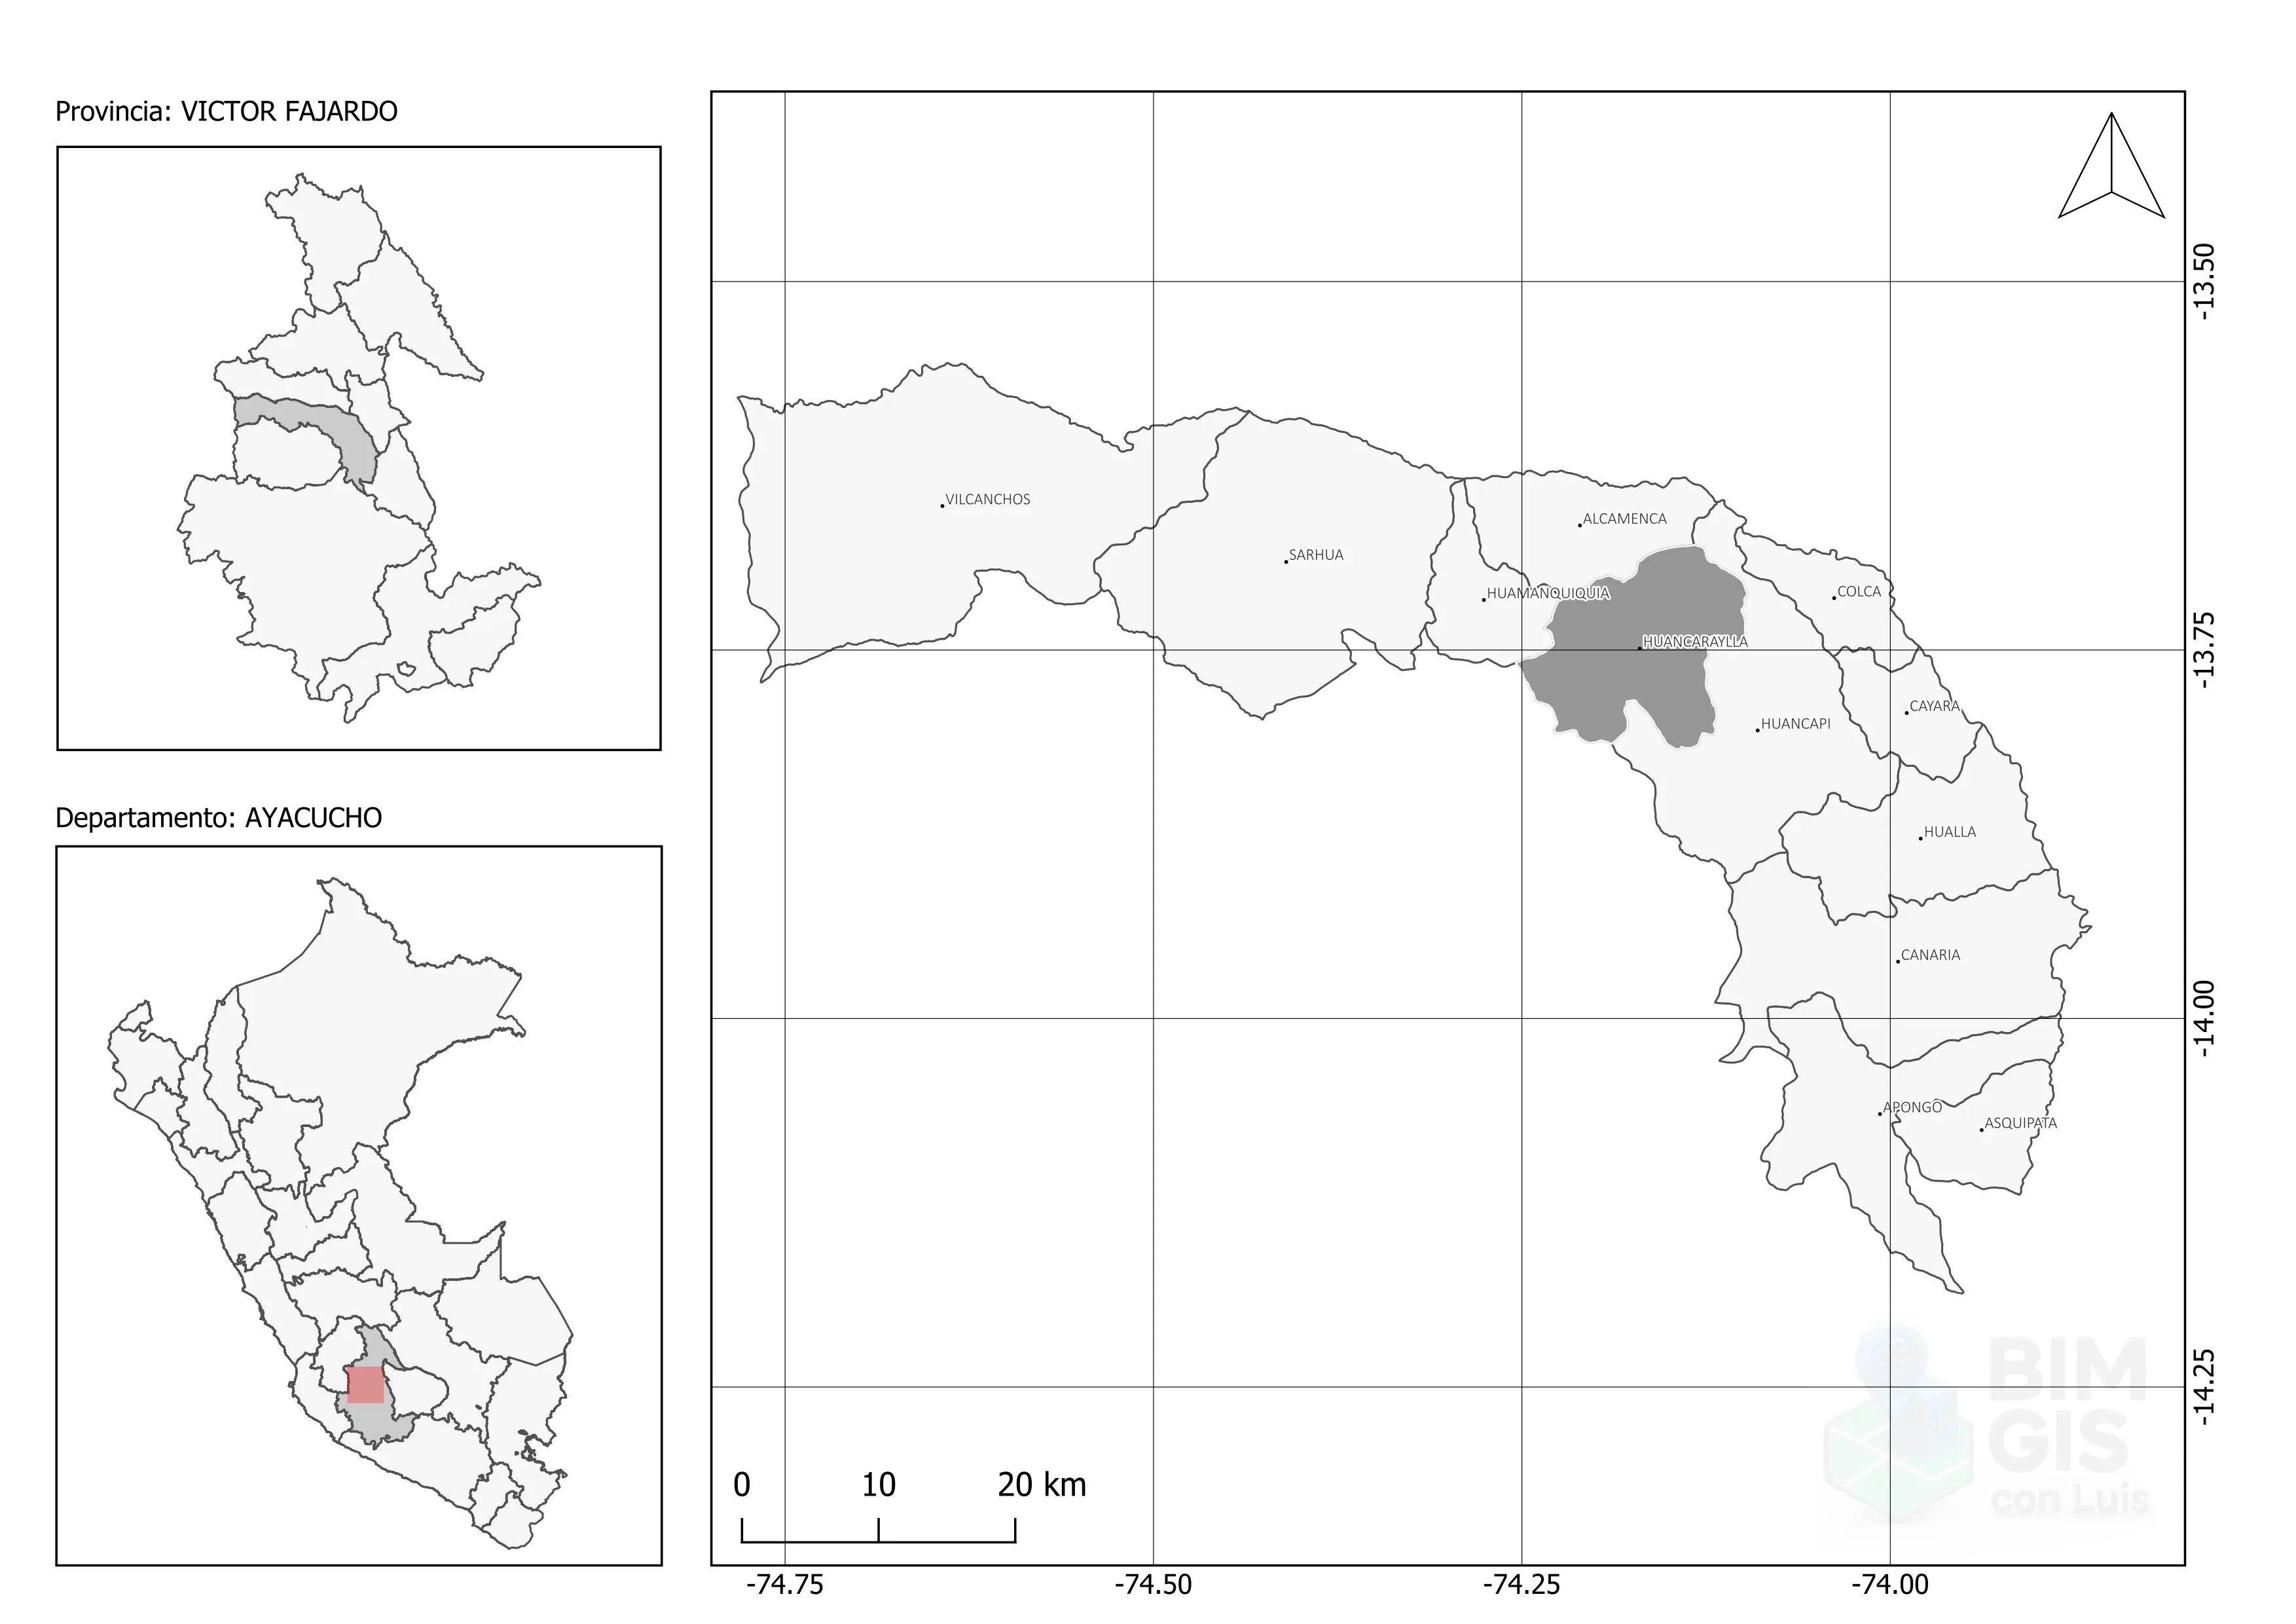 Provincia: VICTOR FAJARDO
Departamento: AYACUCHO
VILCANCHOS
SARHUA
ALCAMENCA
HUAMANQUIQUIA
COLCA
HUANCARAYLLA
CAYARA
HUANCAPI
HUALLA
CANARIA
APONGO
ASQUIPATA
-13.50
-13.75
-14.00
-14.25
0 10 20 km
-74.75 -74.50 -74.25 -74.00
BIM
GIS
con Luis